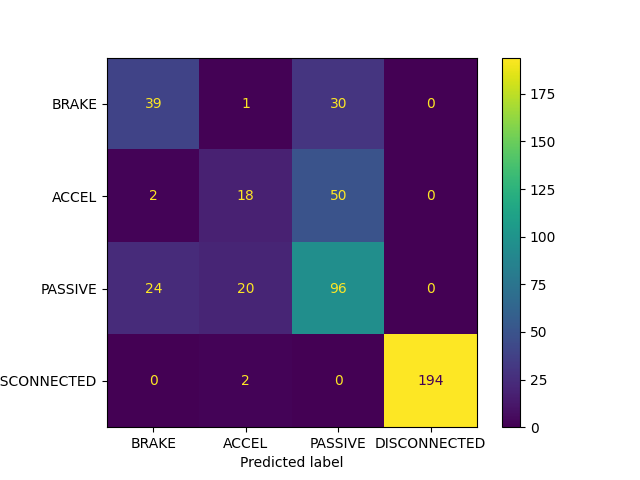 BRAKE 39 1 30 0
ACCEL 2 18 50 0
PASSIVE 24 20 96 0
SCONNECTED 0 2 0 194
BRAKE ACCEL PASSIVE DISCONNECTED
Predicted label
175
150
125
100
75
50
25
0